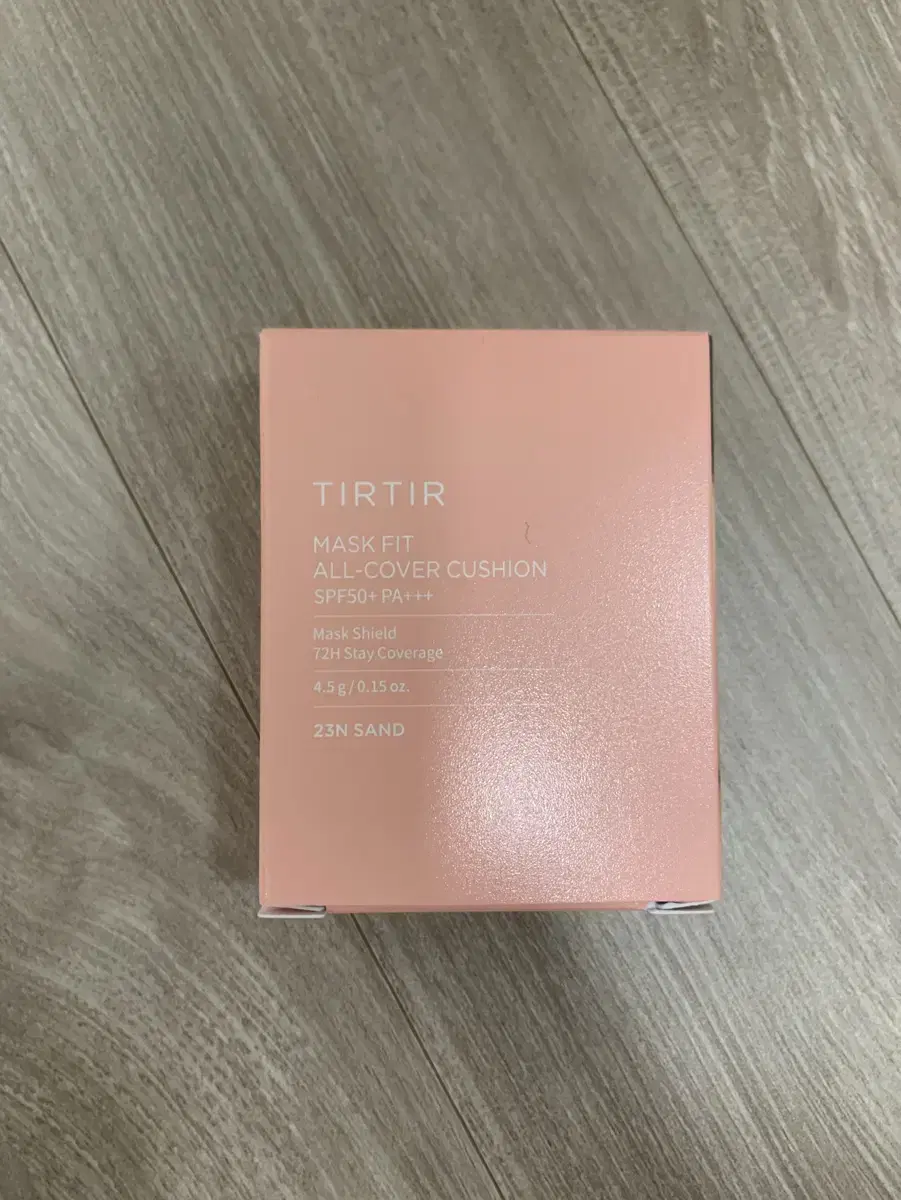 TIRTIR
MASK FIT
ALL-COVER CUSHION
SPF50+ PA+++
Mask Shield
72H Stay Coverage
4.5 g / 0.15 oz.
23N SAND